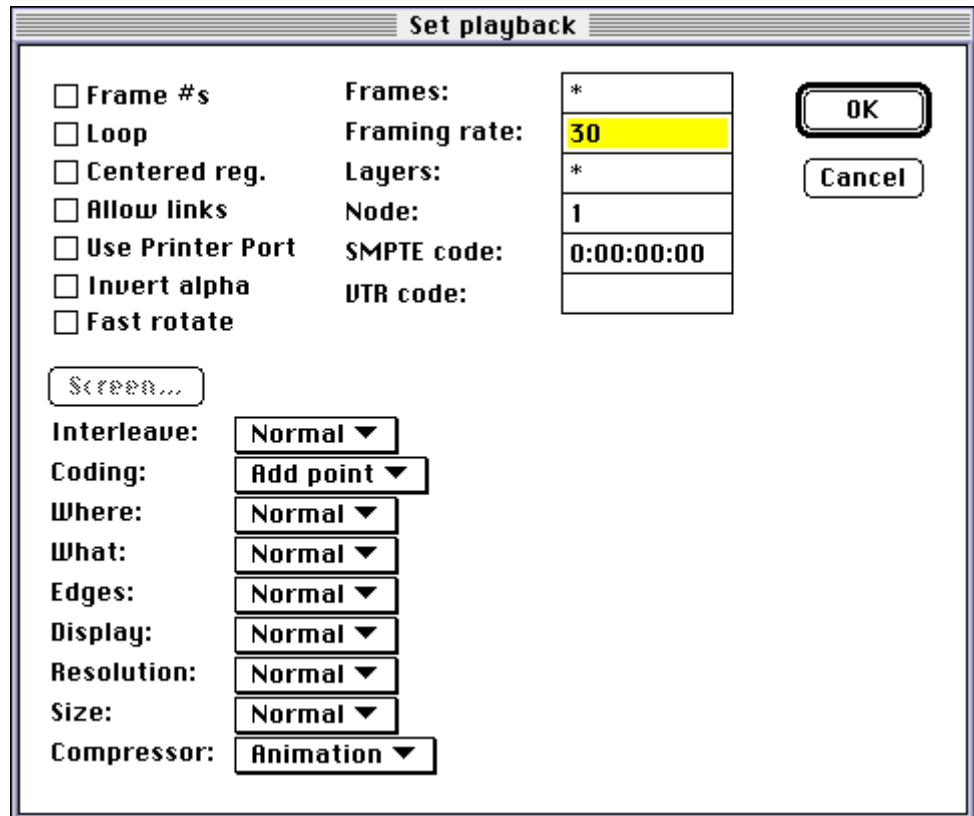 Set playback
Frame #s
Loop
Centered reg.
Allow links
Use Printer Port
Invert alpha
Fast rotate
Frames: *
Framing rate: 30
Layers: *
Node: 1
SMPTE code: 0:00:00:00
VTR code:
OK
Cancel
Screen...
Interleave: Normal
Coding: Add point
Where: Normal
What: Normal
Edges: Normal
Display: Normal
Resolution: Normal
Size: Normal
Compressor: Animation